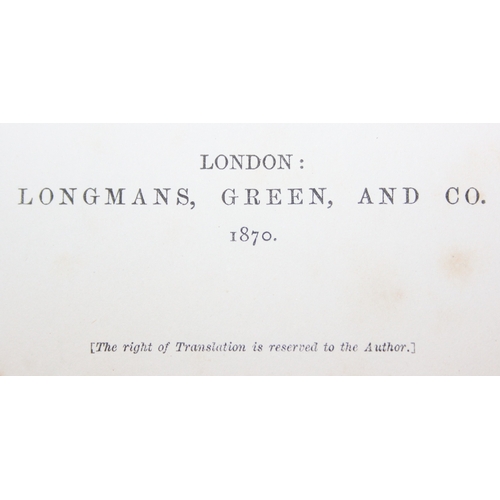 LONDON:
LONGMANS, GREEN, AND CO.
1870.
[The right of Translation is reserved to the Author.]